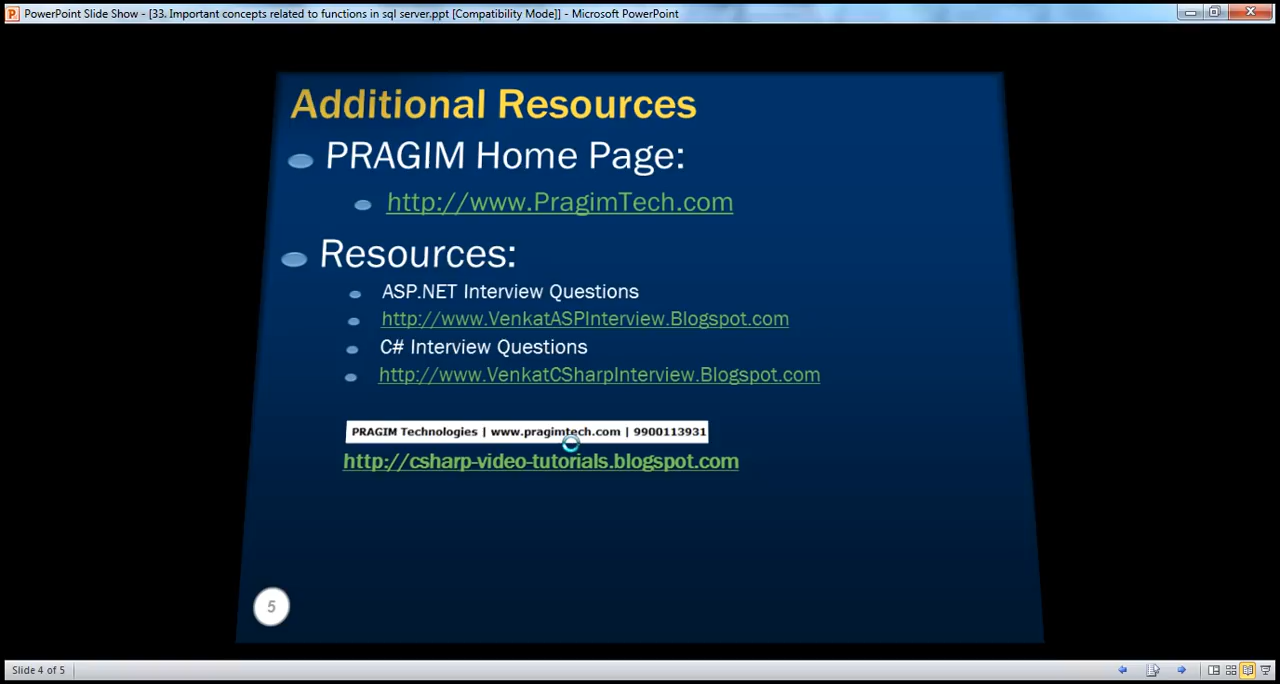 PowerPoint Slide Show - [33. Important concepts related to functions in sql server.ppt [Compatibility Mode]] - Microsoft PowerPoint
Additional Resources
PRAGIM Home Page:
http://www.PragimTech.com
Resources:
ASP.NET Interview Questions
http://www.VenkatASPInterview.Blogspot.com
C# Interview Questions
http://www.VenkatCSharpInterview.Blogspot.com
PRAGIM Technologies | www.pragimtech.com | 9900113931
http://csharp-video-tutorials.blogspot.com
5
Slide 4 of 5